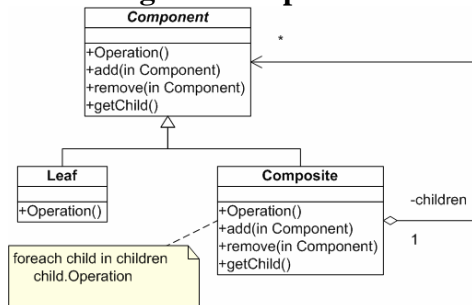 Component
+Operation()
+add(in Component)
+remove(in Component)
+getChild()
*
Leaf
+Operation()
Composite
+Operation()
+add(in Component)
+remove(in Component)
+getChild()
-children
1
foreach child in children
child.Operation